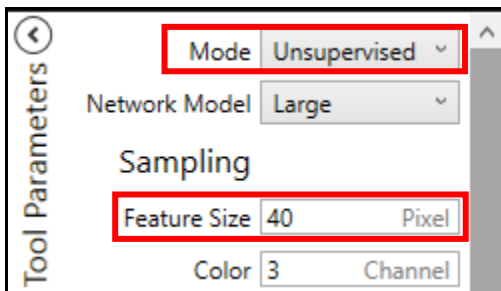 Tool Parameters
Mode Unsupervised
Network Model Large
Sampling
Feature Size 40 Pixel
Color 3 Channel